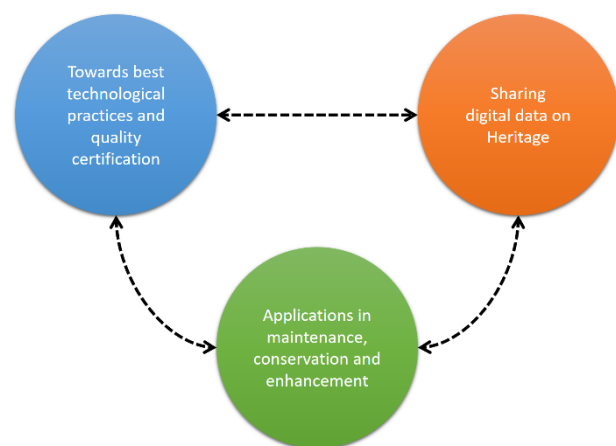 Towards best
technological
practices and
quality
certification
Sharing
digital data on
Heritage
Applications in
maintenance,
conservation and
enhancement